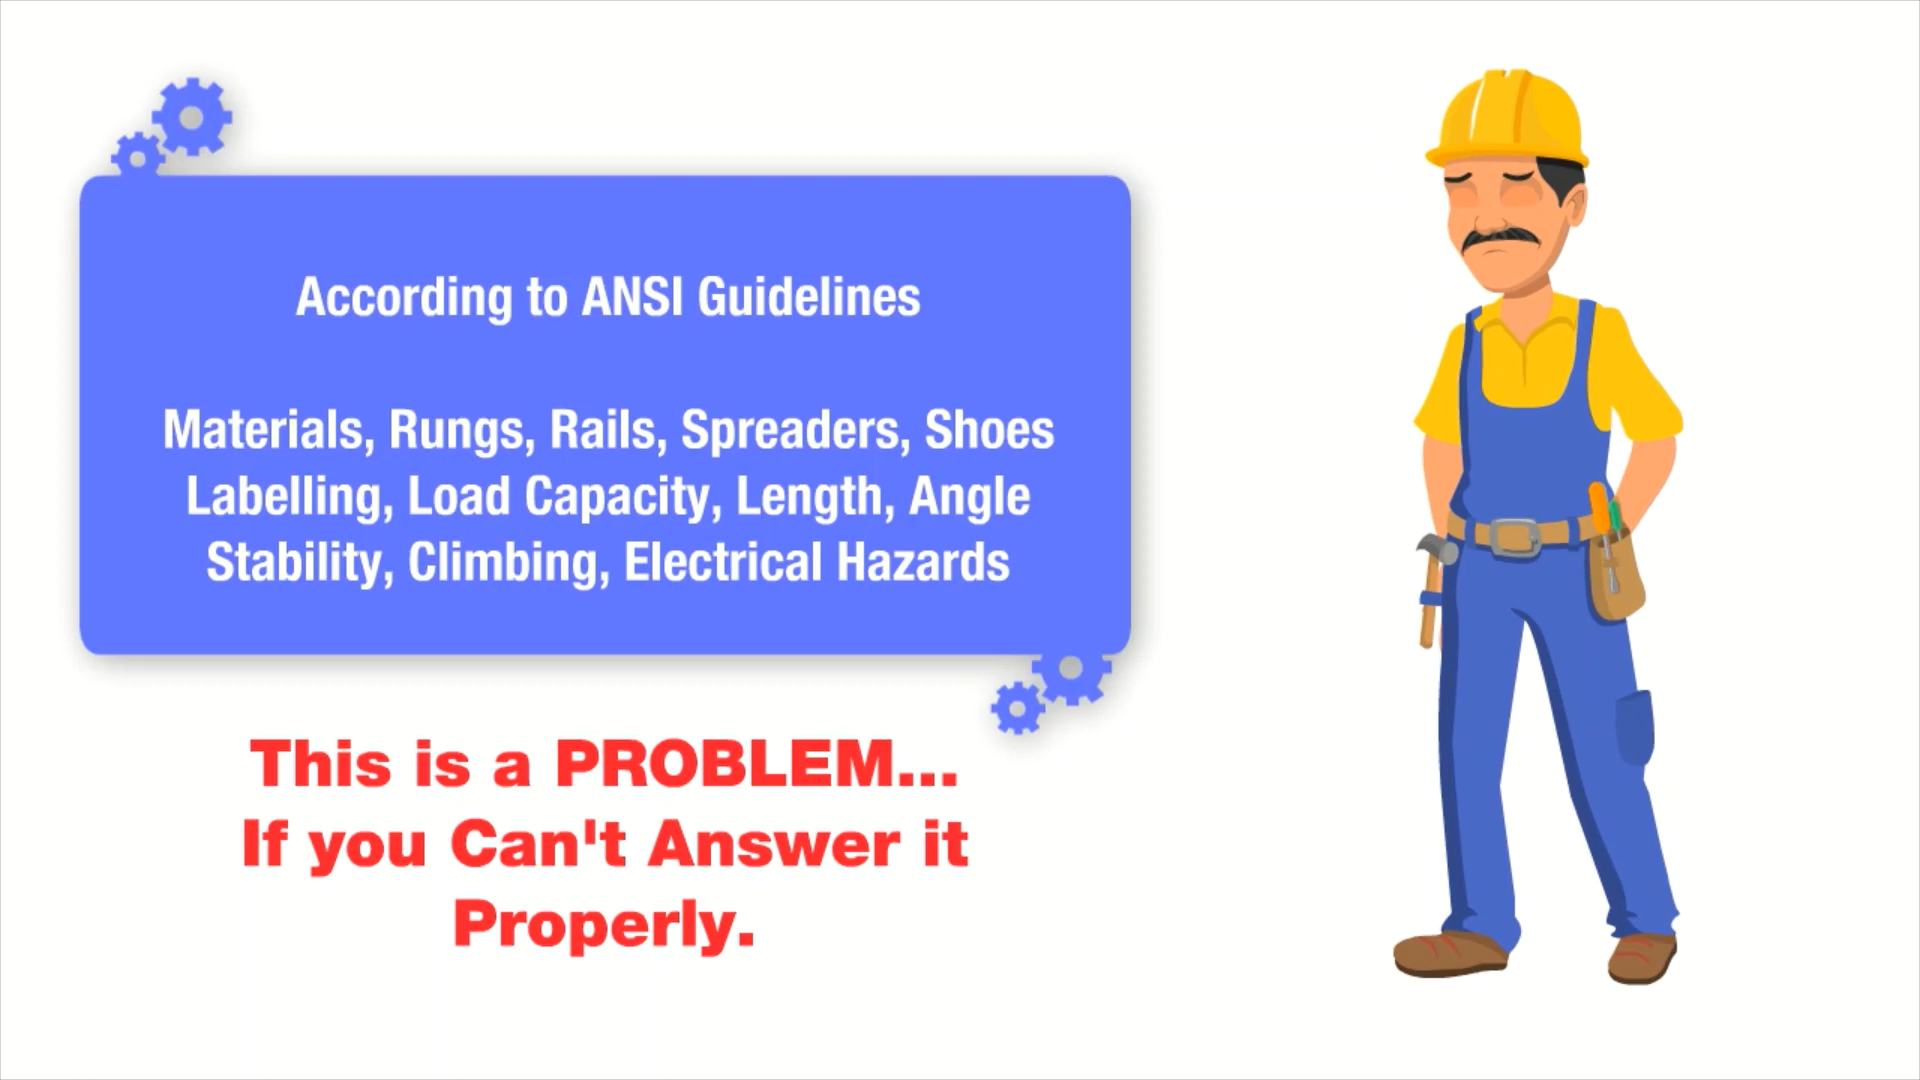 According to ANSI Guidelines
Materials, Rungs, Rails, Spreaders, Shoes
Labelling, Load Capacity, Length, Angle
Stability, Climbing, Electrical Hazards
This is a PROBLEM...
If you Can't Answer it
Properly.